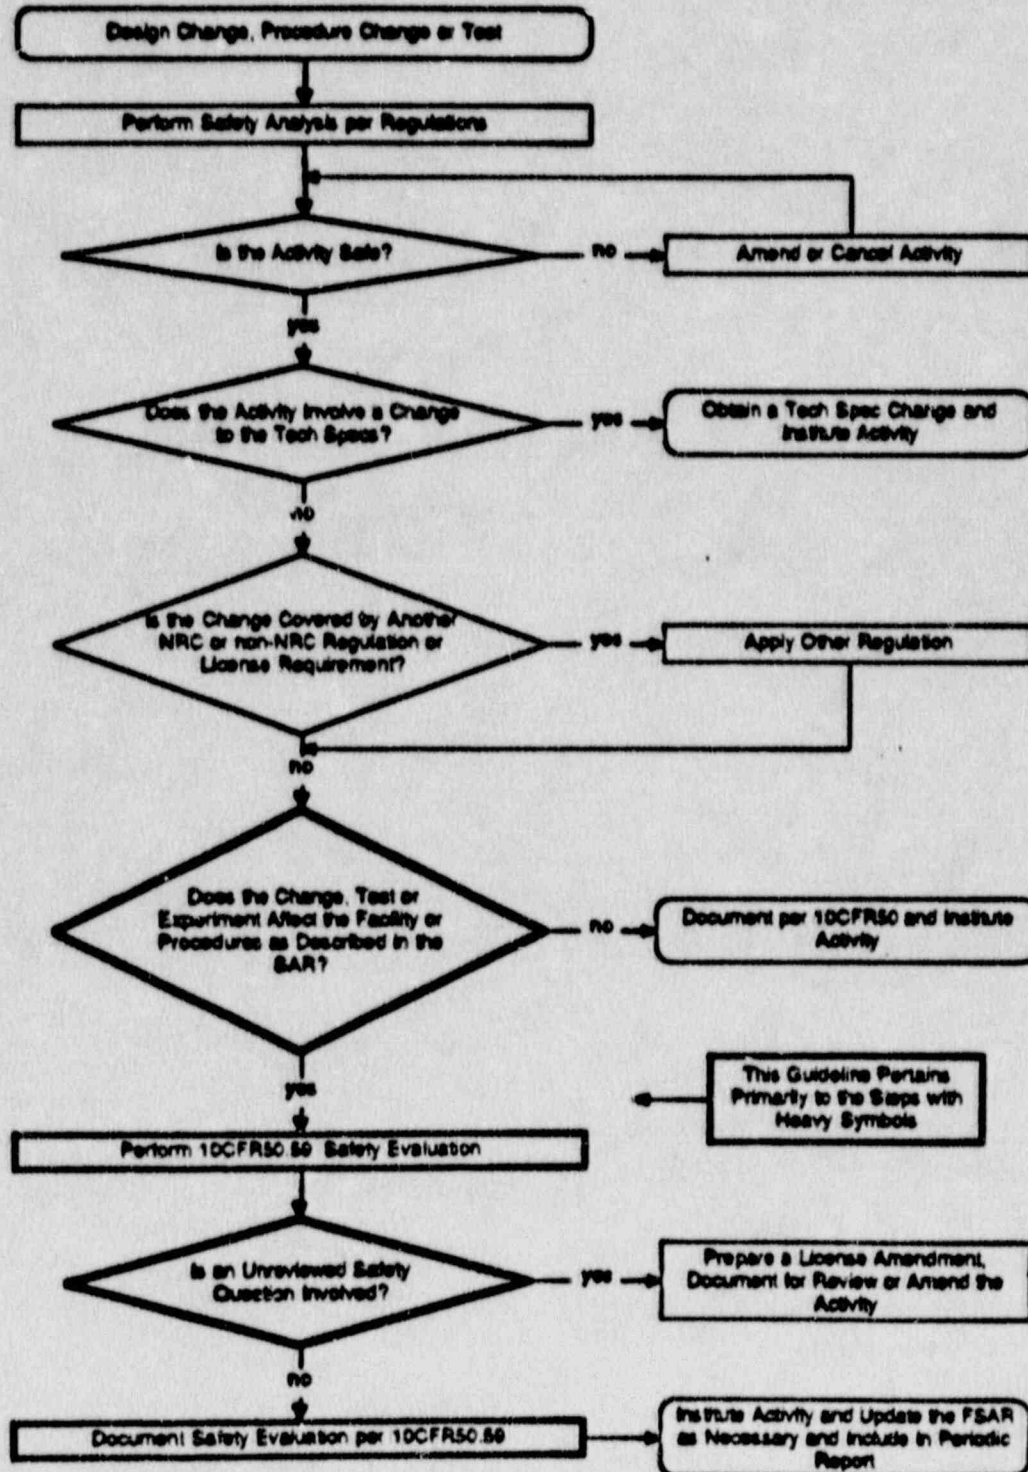 Design Change, Procedure Change or Test
Perform Safety Analysis per Regulations
Is the Activity Safe?
no
Amend or Cancel Activity
yes
Does the Activity Involve a Change
to the Tech Specs?
yes
Obtain a Tech Spec Change and
Institute Activity
no
Is the Change Covered by Another
NRC or non-NRC Regulation or
License Requirement?
yes
Apply Other Regulation
no
Does the Change, Test or
Experiment Affect the Facility or
Procedures as Described in the
SAR?
no
Document per 10CFR50 and Institute
Activity
yes
This Guideline Pertains
Primarily to the Steps with
Heavy Symbols
Perform 10CFR50.59 Safety Evaluation
Is an Unreviewed Safety
Question Involved?
yes
Prepare a License Amendment,
Document for Review or Amend the
Activity
no
Document Safety Evaluation per 10CFR50.59
Institute Activity and Update the FSAR
as Necessary and Include in Periodic
Report